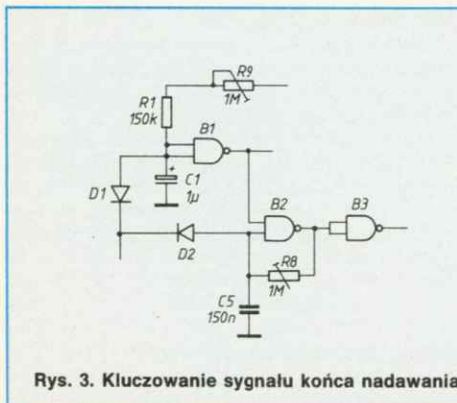 R9
1M
R1
150k
B1
+
C1
1µ
D1
B2
B3
D2
R8
1M
C5
150n
Rys. 3. Kluczowanie sygnału końca nadawania